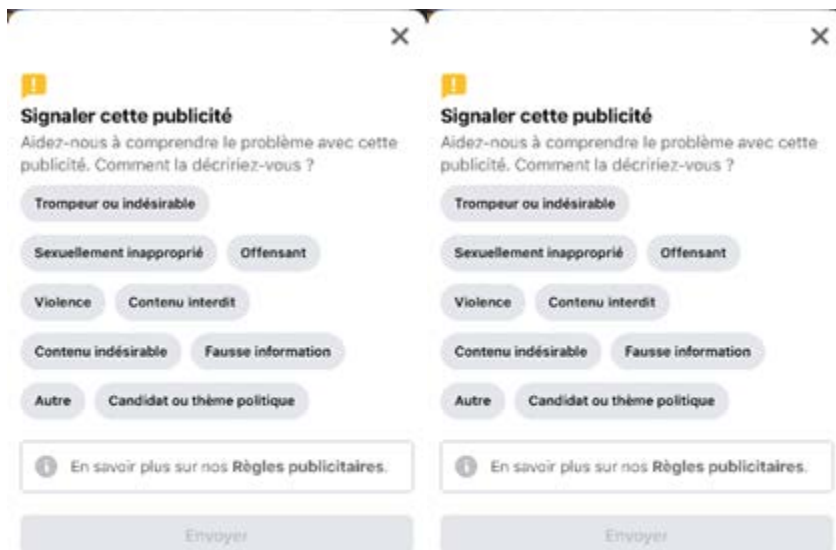 Signaler cette publicité
Aidez-nous à comprendre le problème avec cette
publicité. Comment la décririez-vous ?
Trompeur ou indésirable
Sexuellement inapproprié Offensant
Violence Contenu interdit
Contenu indésirable Fausse information
Autre Candidat ou thème politique
En savoir plus sur nos Règles publicitaires.
Envoyer
Signaler cette publicité
Aidez-nous à comprendre le problème avec cette
publicité. Comment la décririez-vous ?
Trompeur ou indésirable
Sexuellement inapproprié Offensant
Violence Contenu interdit
Contenu indésirable Fausse information
Autre Candidat ou thème politique
En savoir plus sur nos Règles publicitaires.
Envoyer